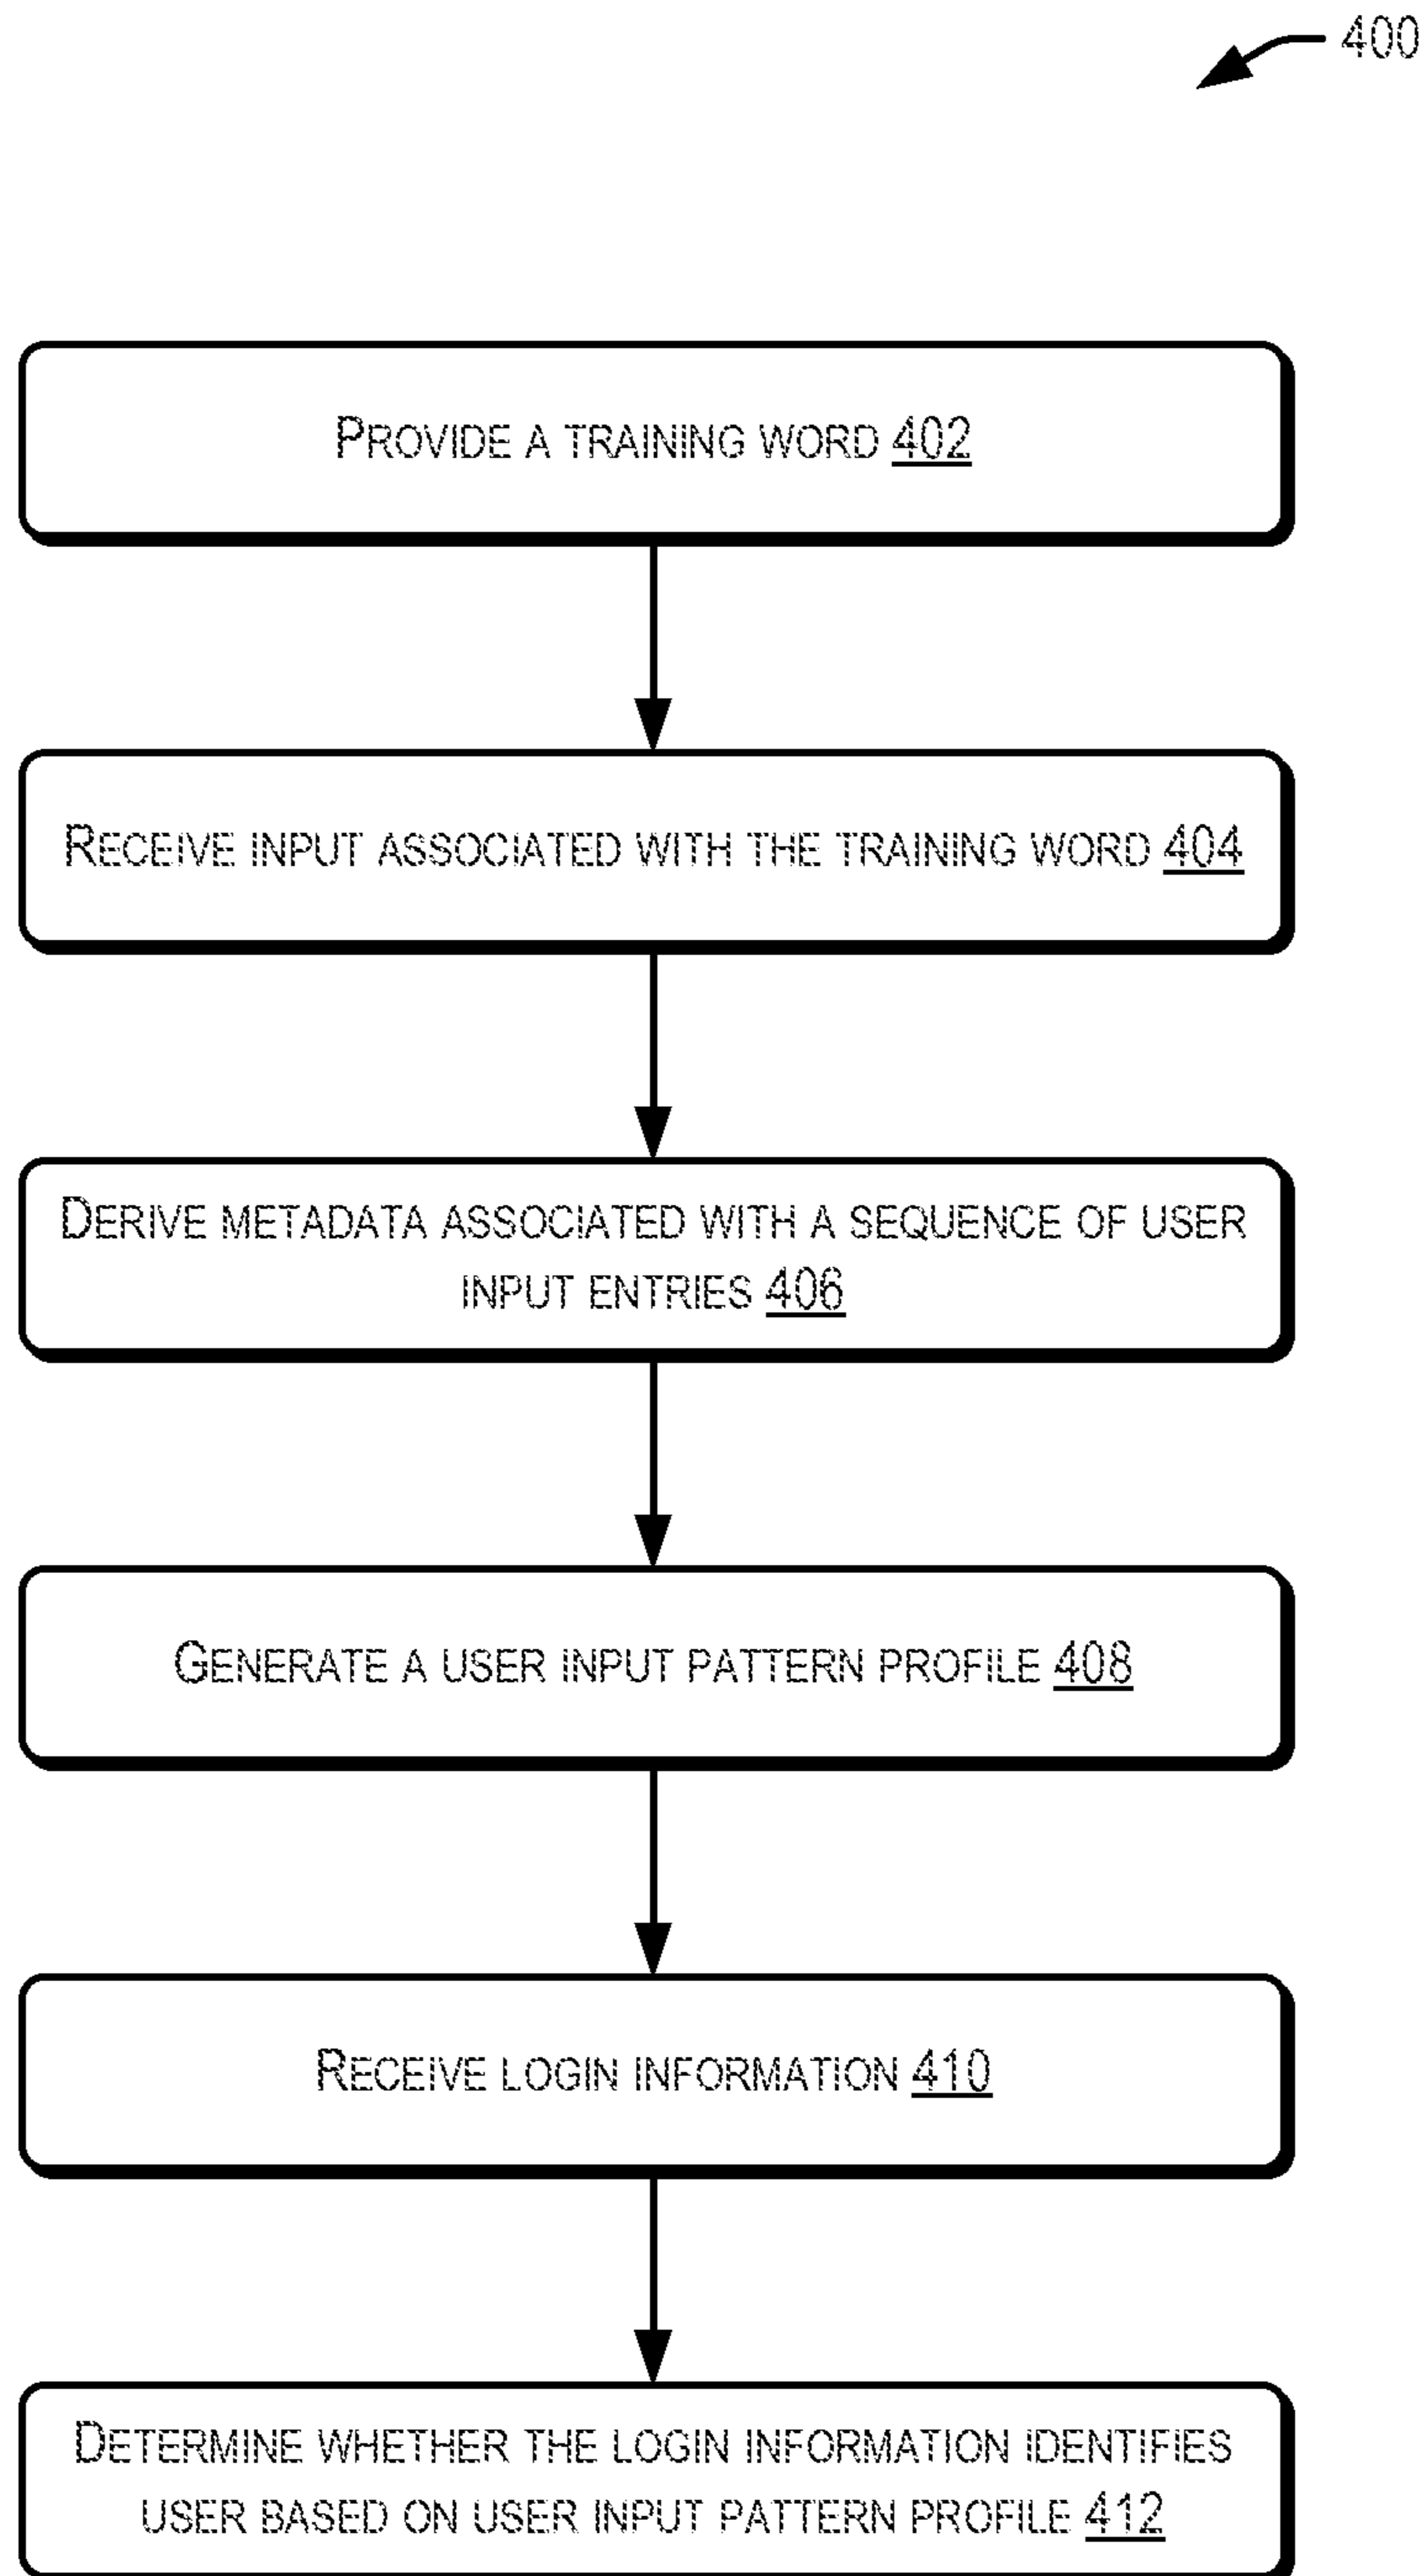 400
PROVIDE A TRAINING WORD 402
RECEIVE INPUT ASSOCIATED WITH THE TRAINING WORD 404
DERIVE METADATA ASSOCIATED WITH A SEQUENCE OF USER
INPUT ENTRIES 406
GENERATE A USER INPUT PATTERN PROFILE 408
RECEIVE LOGIN INFORMATION 410
DETERMINE WHETHER THE LOGIN INFORMATION IDENTIFIES
USER BASED ON USER INPUT PATTERN PROFILE 412